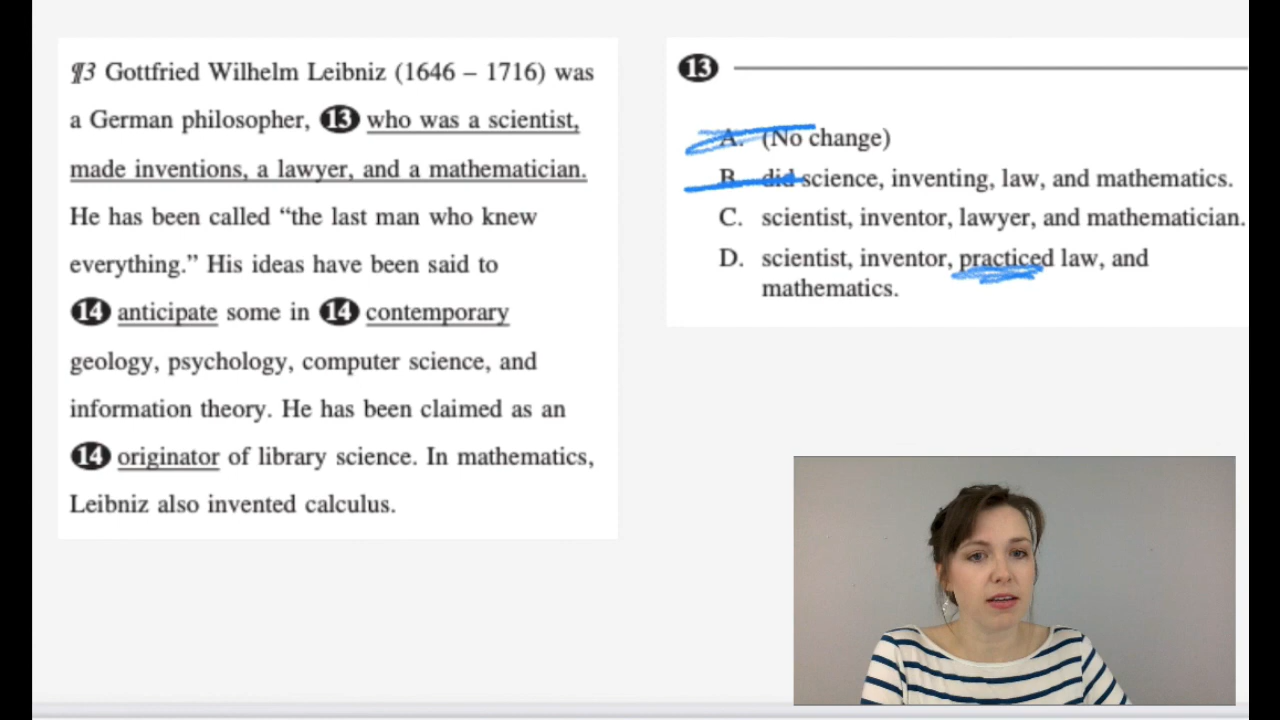 ¶3 Gottfried Wilhelm Leibniz (1646 – 1716) was
a German philosopher, 13 who was a scientist,
made inventions, a lawyer, and a mathematician.
He has been called “the last man who knew
everything.” His ideas have been said to
14 anticipate some in 14 contemporary
geology, psychology, computer science, and
information theory. He has been claimed as an
14 originator of library science. In mathematics,
Leibniz also invented calculus.
13
A. (No change)
B. did science, inventing, law, and mathematics.
C. scientist, inventor, lawyer, and mathematician.
D. scientist, inventor, practiced law, and
mathematics.